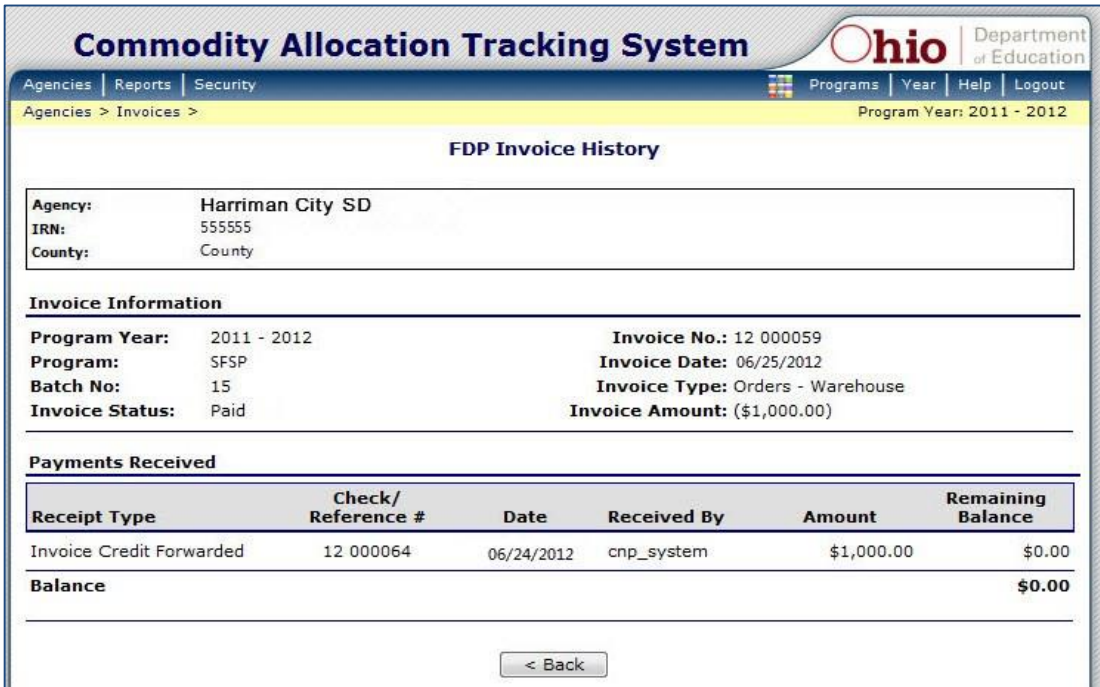 Commodity Allocation Tracking System
Ohio Department of Education
Agencies | Reports | Security Programs | Year | Help | Logout
Agencies > Invoices > Program Year: 2011 - 2012
FDP Invoice History
Agency: Harriman City SD
IRN: 555555
County: County
Invoice Information
Program Year: 2011 - 2012 Invoice No.: 12 000059
Program: SFSP Invoice Date: 06/25/2012
Batch No: 15 Invoice Type: Orders - Warehouse
Invoice Status: Paid Invoice Amount: ($1,000.00)
Payments Received
Receipt Type Check/ Reference # Date Received By Amount Remaining Balance
Invoice Credit Forwarded 12 000064 06/24/2012 cnp_system $1,000.00 $0.00
Balance $0.00
< Back